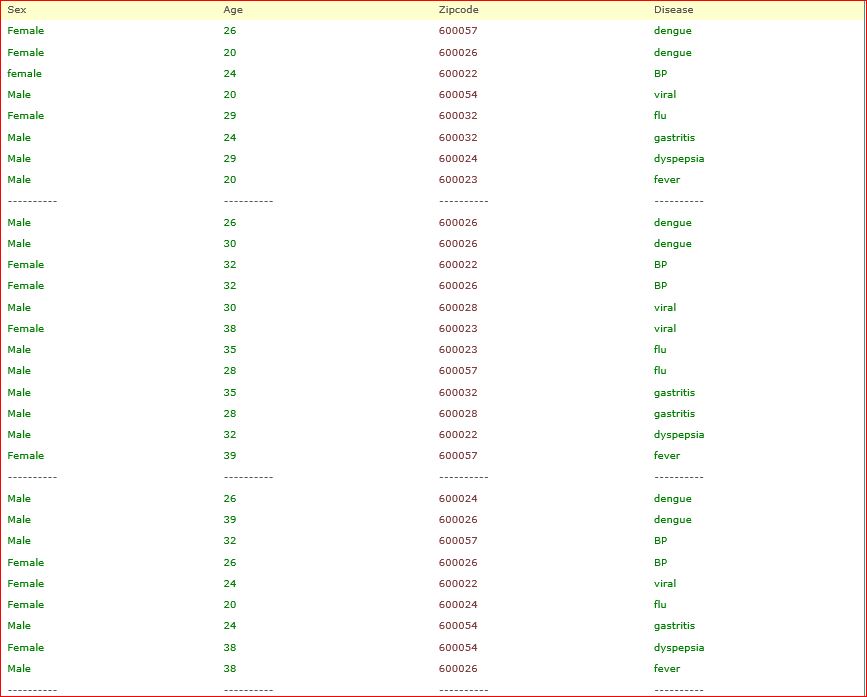 Sex Age Zipcode Disease
Female 26 600057 dengue
Female 20 600026 dengue
female 24 600022 BP
Male 20 600054 viral
Female 29 600032 flu
Male 24 600032 gastritis
Male 29 600024 dyspepsia
Male 20 600023 fever
---------- ---------- ---------- ----------
Male 26 600026 dengue
Male 30 600026 dengue
Female 32 600022 BP
Female 32 600026 BP
Male 30 600028 viral
Female 38 600023 viral
Male 35 600023 flu
Male 28 600057 flu
Male 35 600032 gastritis
Male 28 600028 gastritis
Male 32 600022 dyspepsia
Female 39 600057 fever
---------- ---------- ---------- ----------
Male 26 600024 dengue
Male 39 600026 dengue
Male 32 600057 BP
Female 26 600026 BP
Female 24 600022 viral
Female 20 600024 flu
Male 24 600054 gastritis
Female 38 600054 dyspepsia
Male 38 600026 fever
---------- ---------- ---------- ----------